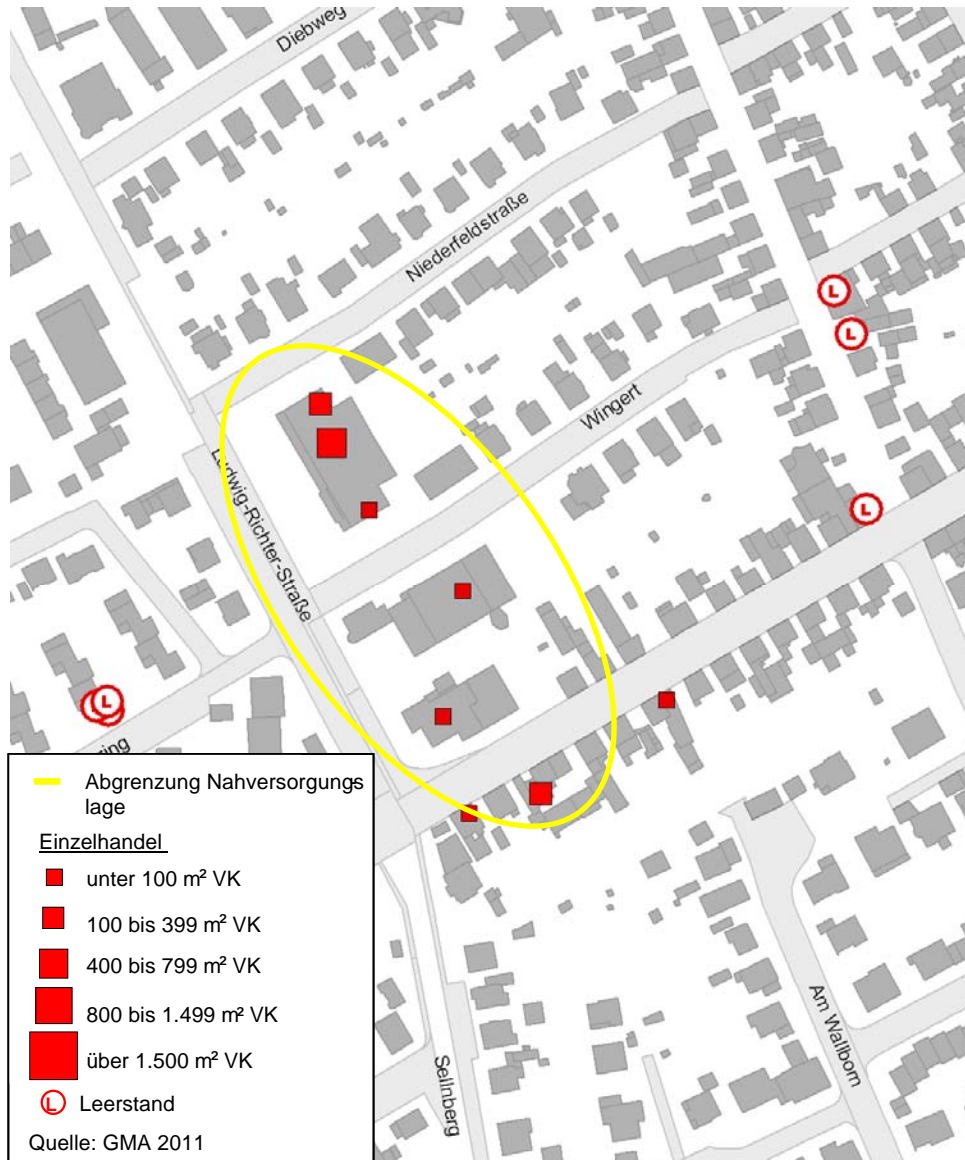 Diebweg
Niederfeldstraße
Wingert
Ludwig-Richter-Straße
L
L
L
L
ring
Am Wallborn
Sellnberg
Abgrenzung Nahversorgungs
lage
Einzelhandel
unter 100 m² VK
100 bis 399 m² VK
400 bis 799 m² VK
800 bis 1.499 m² VK
über 1.500 m² VK
L Leerstand
Quelle: GMA 2011